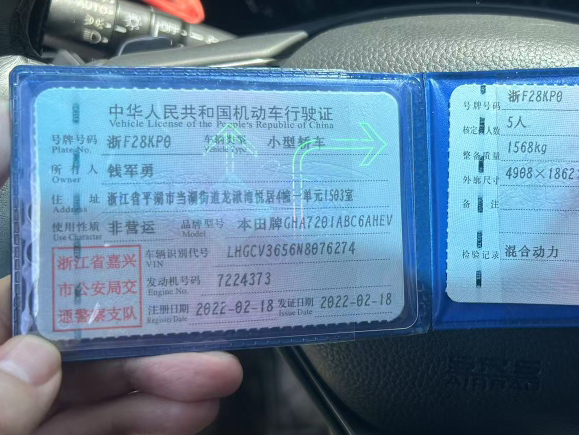 AUTO
中华人民共和国机动车行驶证
Vehicle License of the People's Republic of China
号牌号码 浙F28KP0 车辆类型 小型轿车
Plate No. Vehicle Type
所有人 钱军勇
Owner
住址 浙江省平湖市当湖街道龙湫湾悦居4幢一单元1503室
Address
使用性质 非营运 品牌型号 本田牌GHA7201ABC6AHEV
Use Character Model
浙江省嘉兴
市公安局交
通警察支队
车辆识别代号 LHGCV3656N8076274
VIN
发动机号码 7224373
Engine No.
注册日期 2022-02-18 发证日期 2022-02-18
Register Date Issue Date
号牌号码 浙F28KP0
核定人数 5人
整备质量 1568kg
外廓尺寸 4908×1862
备注
检验记录 混合动力
AIRBAG